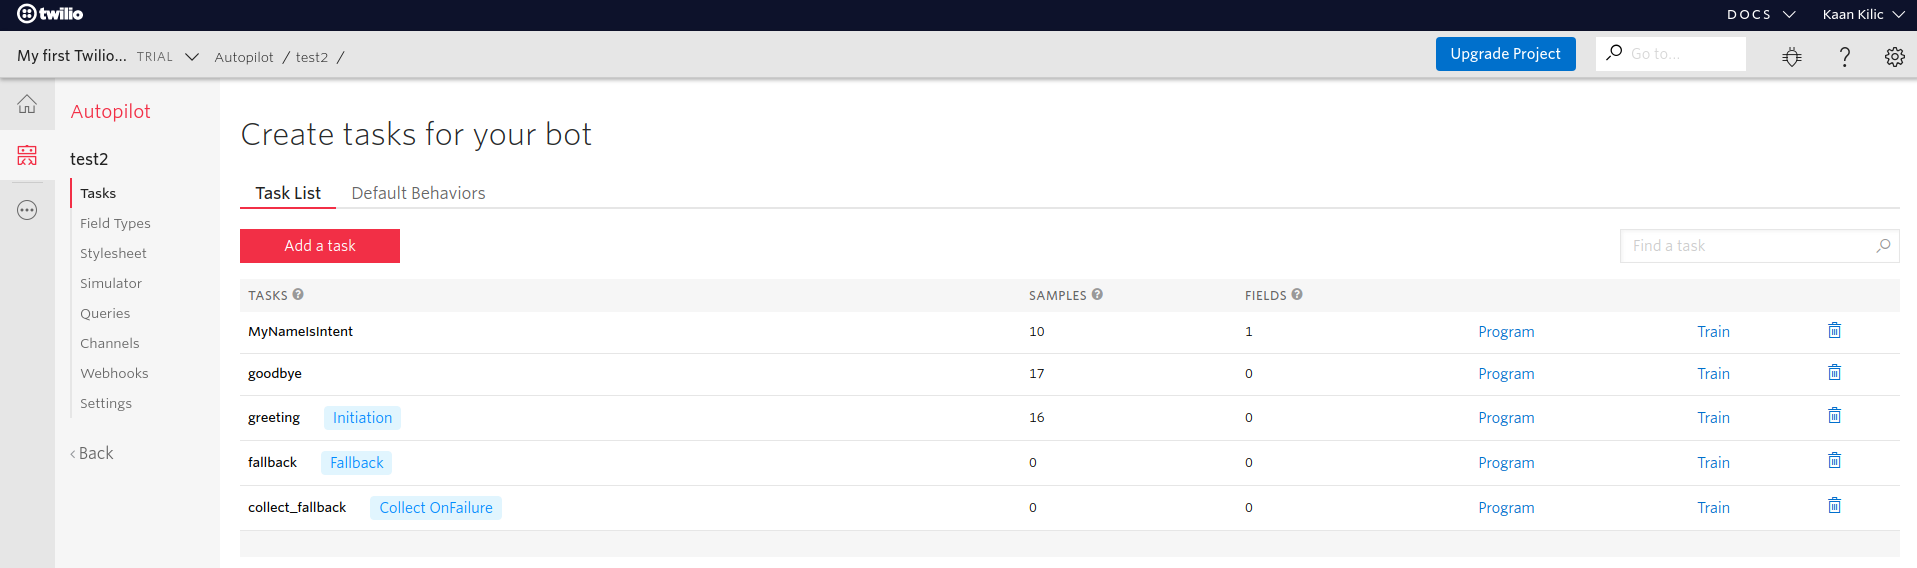 twilio DOCS Kaan Kilic
My first Twilio... TRIAL Autopilot / test2 / Upgrade Project Go to... ?
Autopilot
test2
Tasks
Field Types
Stylesheet
Simulator
Queries
Channels
Webhooks
Settings
‹ Back
Create tasks for your bot
Task List Default Behaviors
Add a task Find a task
TASKS ? SAMPLES ? FIELDS ?
MyNameIsIntent 10 1 Program Train
goodbye 17 0 Program Train
greeting Initiation 16 0 Program Train
fallback Fallback 0 0 Program Train
collect_fallback Collect OnFailure 0 0 Program Train